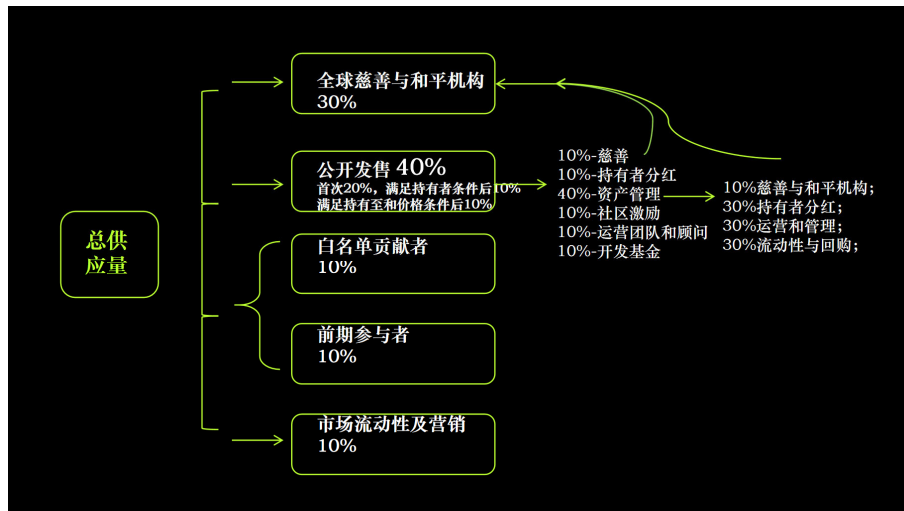 总供
应量
全球慈善与和平机构
30%
公开发售 40%
首次20%，满足持有者条件后10%
满足持有至和价格条件后10%
白名单贡献者
10%
前期参与者
10%
市场流动性及营销
10%
10%-慈善
10%-持有者分红
40%-资产管理
10%-社区激励
10%-运营团队和顾问
10%-开发基金
10%慈善与和平机构；
30%持有者分红；
30%运营和管理；
30%流动性与回购；